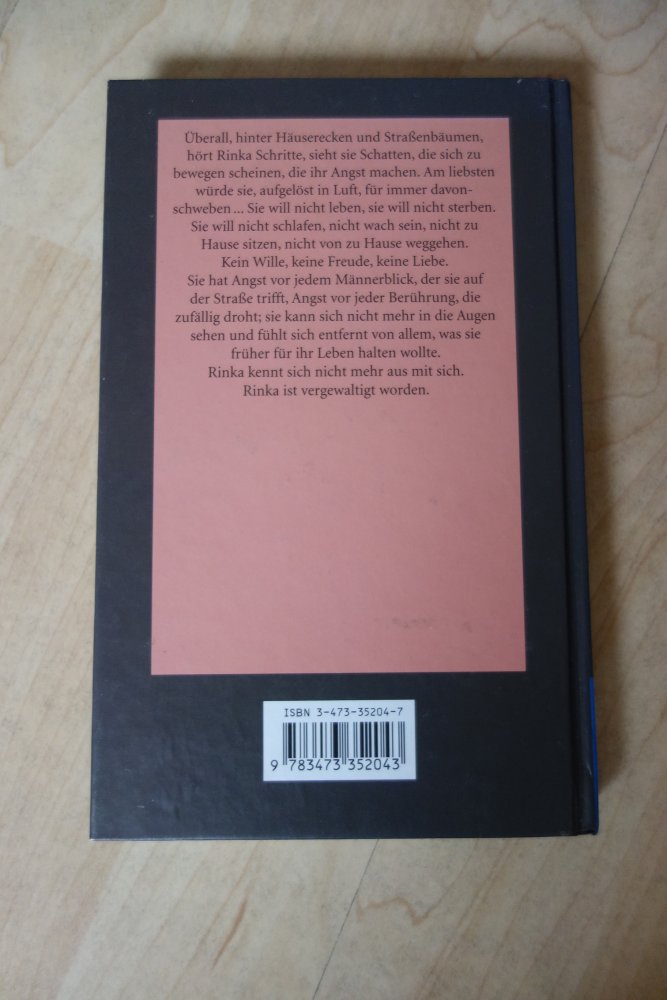 Überall, hinter Häuserecken und Straßenbäumen,
hört Rinka Schritte, sieht sie Schatten, die sich zu
bewegen scheinen, die ihr Angst machen. Am liebsten
würde sie, aufgelöst in Luft, für immer davon-
schweben ... Sie will nicht leben, sie will nicht sterben.
Sie will nicht schlafen, nicht wach sein, nicht zu
Hause sitzen, nicht von zu Hause weggehen.
Kein Wille, keine Freude, keine Liebe.
Sie hat Angst vor jedem Männerblick, der sie auf
der Straße trifft, Angst vor jeder Berührung, die
zufällig droht; sie kann sich nicht mehr in die Augen
sehen und fühlt sich entfernt von allem, was sie
früher für ihr Leben halten wollte.
Rinka kennt sich nicht mehr aus mit sich.
Rinka ist vergewaltigt worden.
ISBN 3-473-35204-7
9 783473 352043